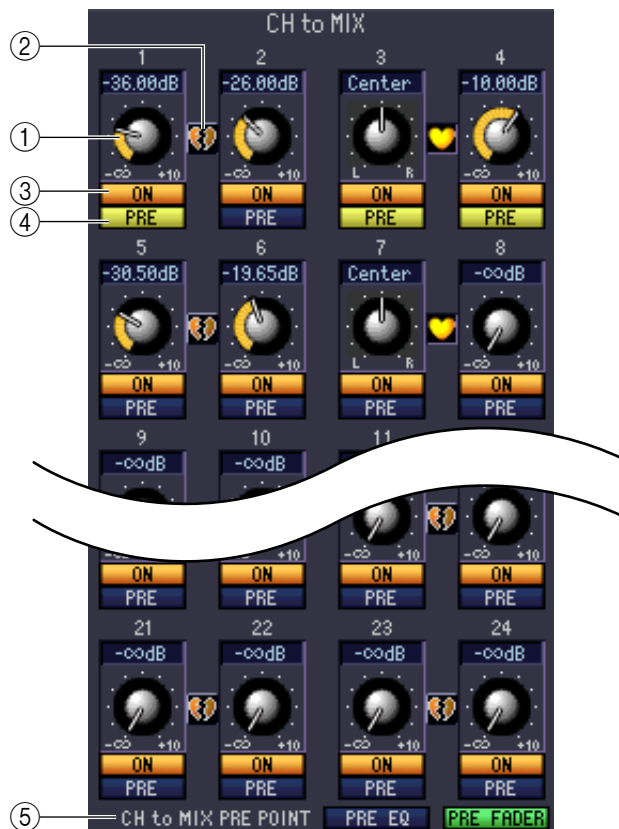 CH to MIX
② 1 2 3 4
-36.00dB -26.00dB Center -10.00dB
①
-∞ +10 -∞ +10 L R -∞ +10
③ ON ON ON ON
④ PRE PRE PRE PRE
5 6 7 8
-30.50dB -19.65dB Center -∞dB
-∞ +10 -∞ +10 L R -∞ +10
ON ON ON ON
PRE PRE PRE PRE
9 10 11
-∞dB -∞dB
+10 +10 -∞ +10 -∞ +10
ON ON ON ON
PRE PRE PRE PRE
21 22 23 24
-∞dB -∞dB -∞dB -∞dB
-∞ +10 -∞ +10 -∞ +10 -∞ +10
ON ON ON ON
PRE PRE PRE PRE
⑤ CH to MIX PRE POINT PRE EQ PRE FADER